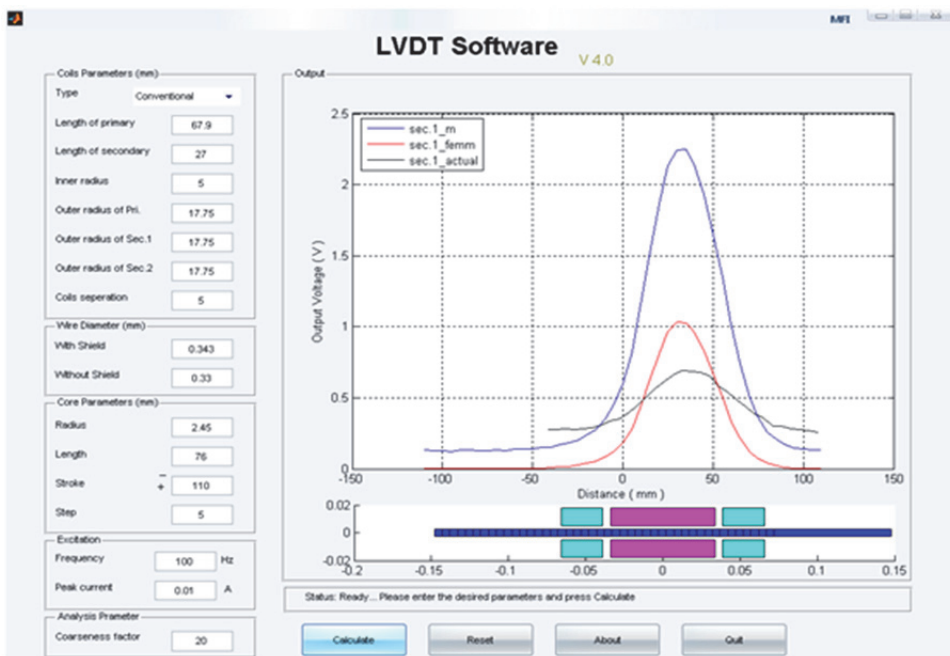 MFI
LVDT Software
V 4.0
Coils Parameters (mm)
Type Conventional
Length of primary 67.9
Length of secondary 27
Inner radius 5
Outer radius of Pri. 17.75
Outer radius of Sec.1 17.75
Outer radius of Sec.2 17.75
Coils seperation 5
Wire Diameter (mm)
With Shield 0.343
Without Shield 0.33
Core Parameters (mm)
Radius 2.45
Length 76
Stroke + - 110
Step 5
Excitation
Frequency 100 Hz
Peak current 0.01 A
Analysis Prameter
Coarseness factor 20
Output
sec.1_m
sec.1_femm
sec.1_actual
Output Voltage ( V )
2.5
2
1.5
1
0.5
0
-150 -100 -50 0 50 100 150
Distance ( mm )
0.02
0
-0.02
-0.2 -0.15 -0.1 -0.05 0 0.05 0.1 0.15
Status: Ready... Please enter the desired parameters and press Calculate
Calculate Reset About Quit